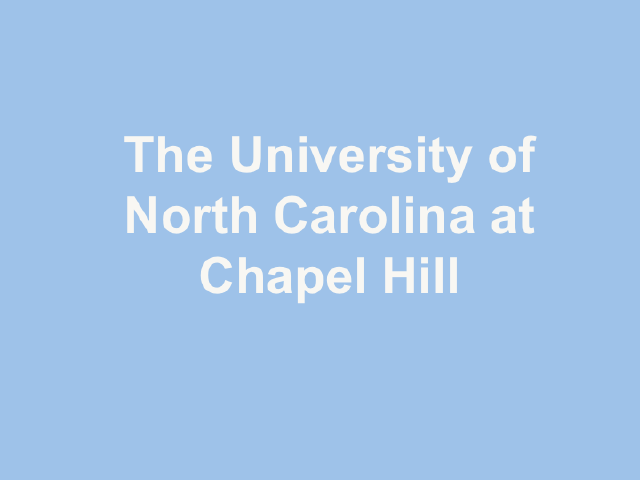 The University of
North Carolina at
Chapel Hill